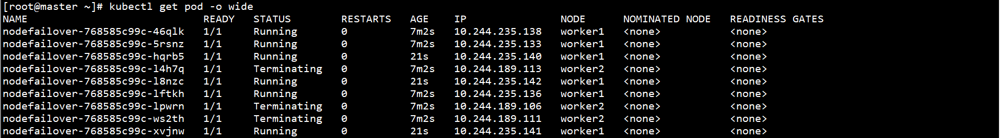 [root@master ~]# kubectl get pod -o wide
NAME                            READY   STATUS        RESTARTS   AGE    IP               NODE      NOMINATED NODE   READINESS GATES
nodefailover-768585c99c-46qlk   1/1     Running       0          7m2s   10.244.235.138   worker1   <none>           <none>
nodefailover-768585c99c-5rsnz   1/1     Running       0          7m2s   10.244.235.133   worker1   <none>           <none>
nodefailover-768585c99c-hqrb5   1/1     Running       0          21s    10.244.235.140   worker1   <none>           <none>
nodefailover-768585c99c-l4h7q   1/1     Terminating   0          7m2s   10.244.189.113   worker2   <none>           <none>
nodefailover-768585c99c-l8nzc   1/1     Running       0          21s    10.244.235.142   worker1   <none>           <none>
nodefailover-768585c99c-lftkh   1/1     Running       0          7m2s   10.244.235.136   worker1   <none>           <none>
nodefailover-768585c99c-lpwrn   1/1     Terminating   0          7m2s   10.244.189.106   worker2   <none>           <none>
nodefailover-768585c99c-ws2th   1/1     Terminating   0          7m2s   10.244.189.111   worker2   <none>           <none>
nodefailover-768585c99c-xvjnw   1/1     Running       0          21s    10.244.235.141   worker1   <none>           <none>